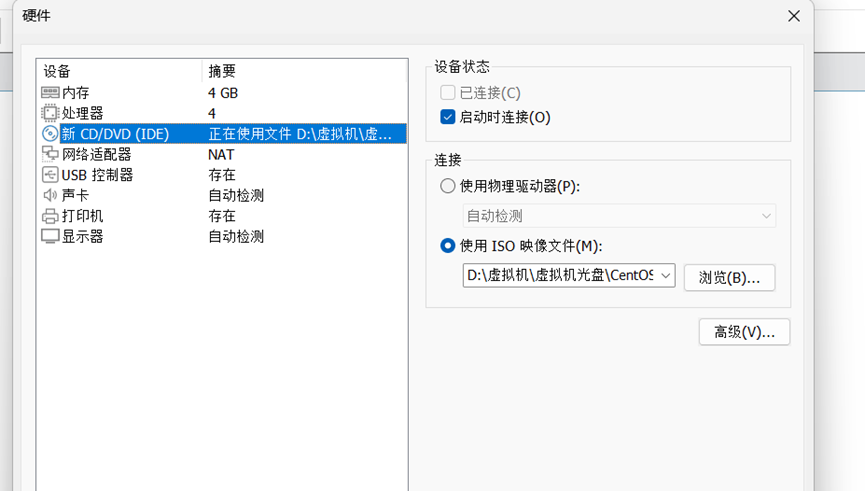 硬件
设备 摘要
内存 4 GB
处理器 4
新 CD/DVD (IDE) 正在使用文件 D:\虚拟机\虚...
网络适配器 NAT
USB 控制器 存在
声卡 自动检测
打印机 存在
显示器 自动检测
设备状态
已连接(C)
启动时连接(O)
连接
使用物理驱动器(P):
自动检测
使用 ISO 映像文件(M):
D:\虚拟机\虚拟机光盘\CentOS
浏览(B)...
高级(V)...